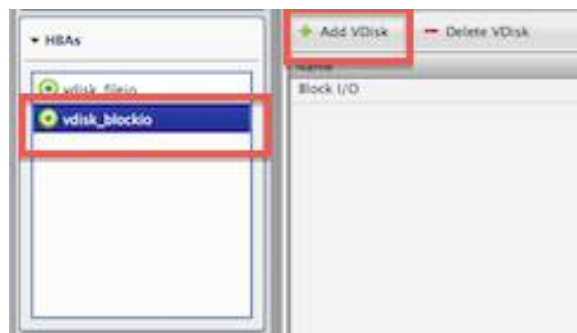 HBAs
vdisk_fileio
vdisk_blockio
Add VDisk
Delete VDisk
Name
Block I/O